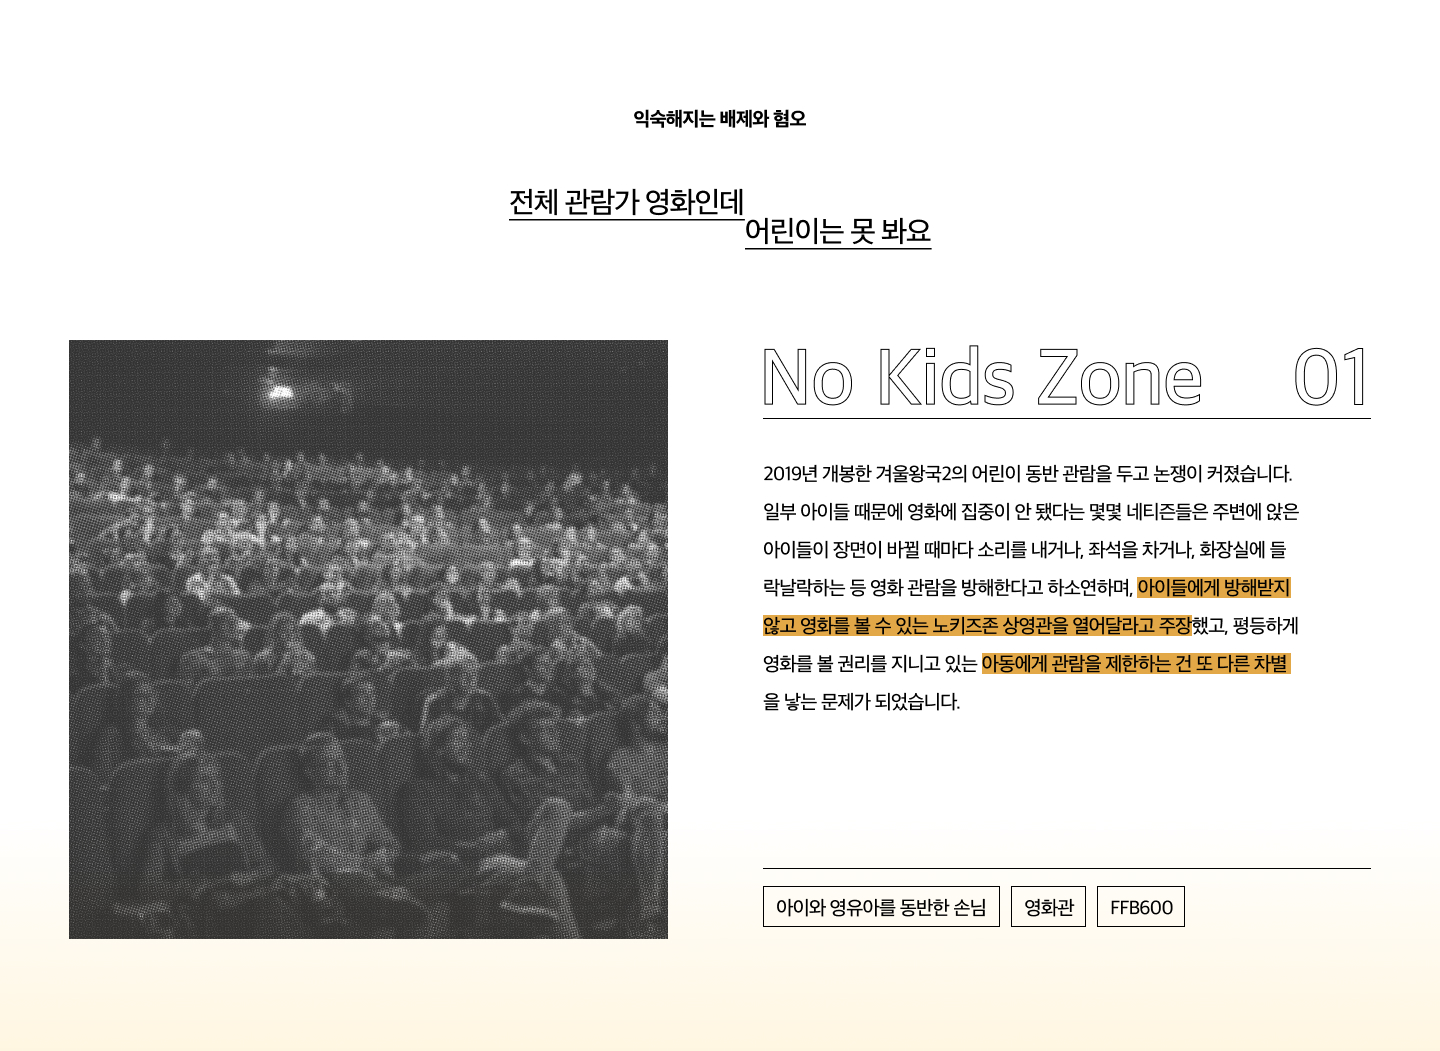 익숙해지는 배제와 혐오
전체 관람가 영화인데
어린이는 못 봐요
No Kids Zone 01
2019년 개봉한 겨울왕국2의 어린이 동반 관람을 두고 논쟁이 커졌습니다.
일부 아이들 때문에 영화에 집중이 안 됐다는 몇몇 네티즌들은 주변에 앉은
아이들이 장면이 바뀔 때마다 소리를 내거나, 좌석을 차거나, 화장실에 들
락날락하는 등 영화 관람을 방해한다고 하소연하며, 아이들에게 방해받지
않고 영화를 볼 수 있는 노키즈존 상영관을 열어달라고 주장했고, 평등하게
영화를 볼 권리를 지니고 있는 아동에게 관람을 제한하는 건 또 다른 차별
을 낳는 문제가 되었습니다.
아이와 영유아를 동반한 손님 영화관 FFB600